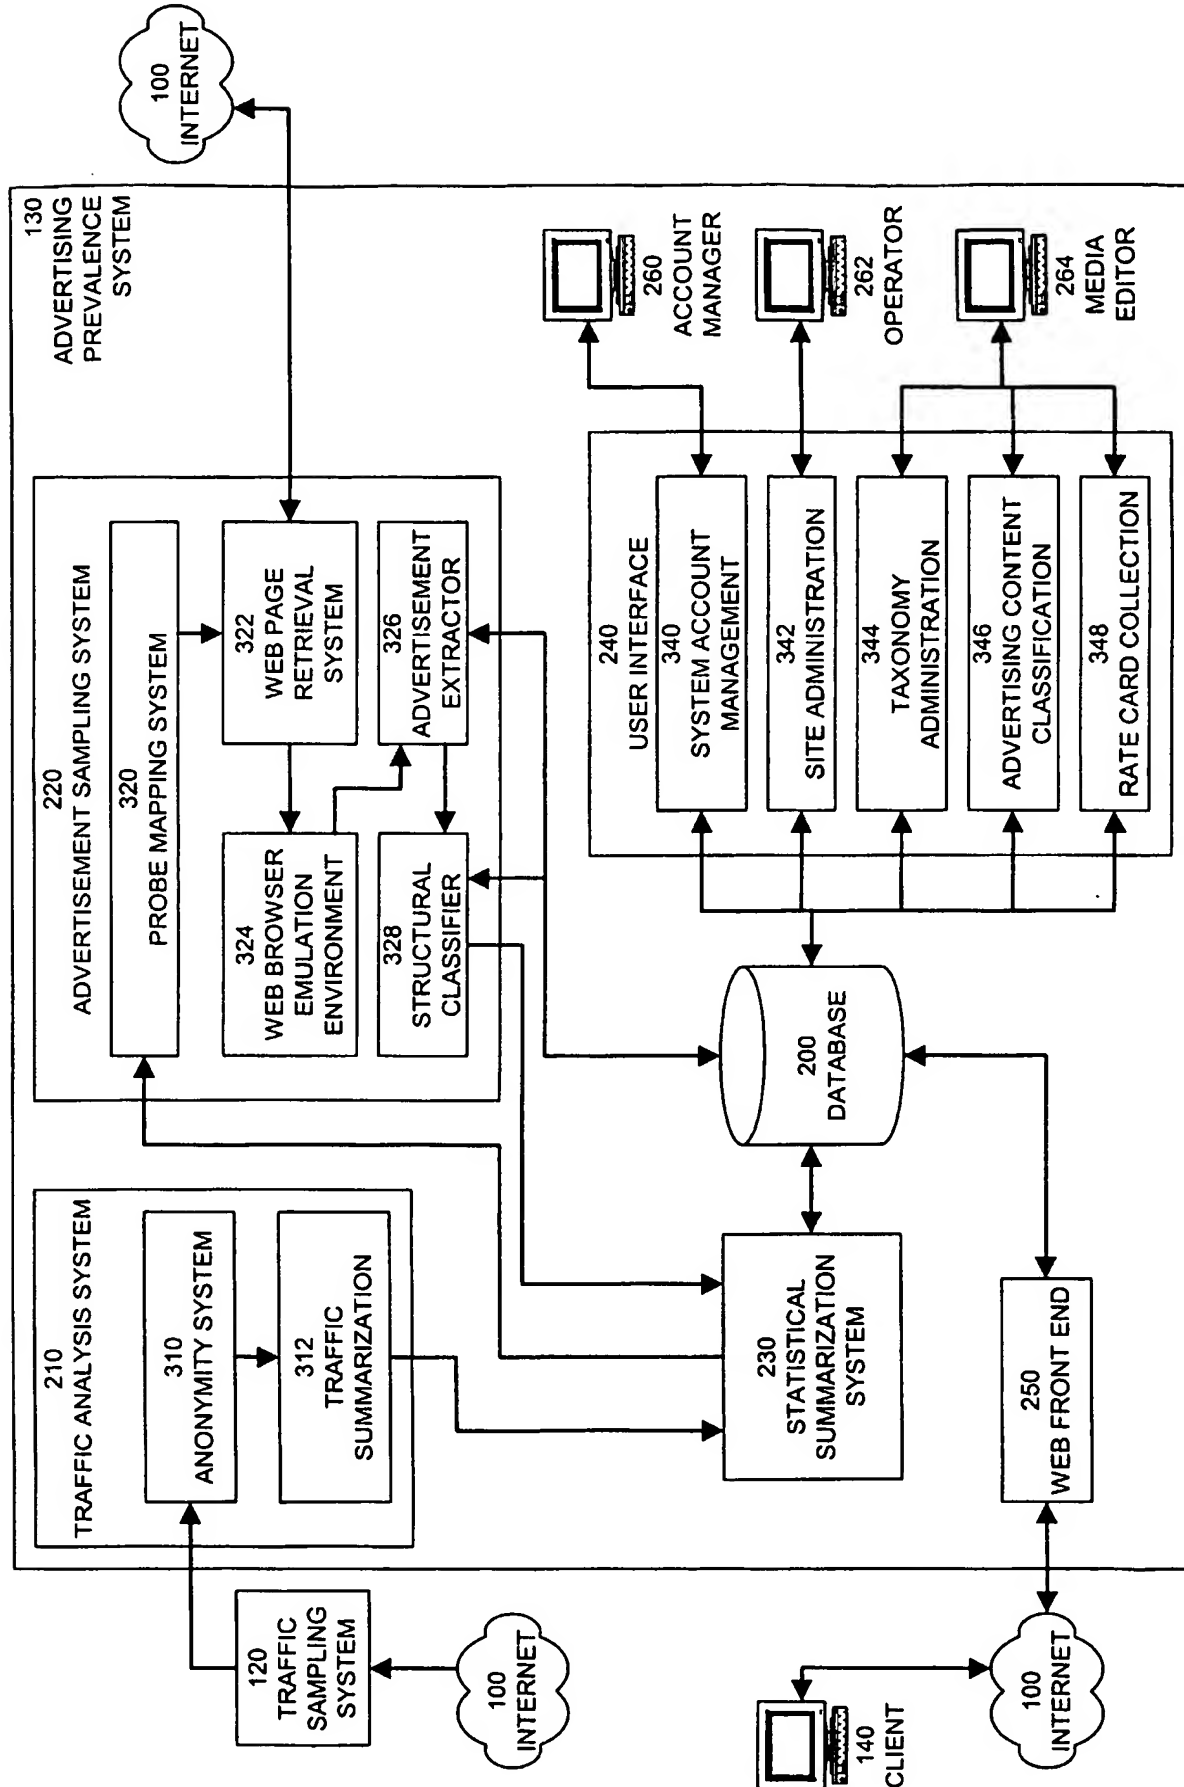 130
ADVERTISING
PREVALENCE
SYSTEM
100
INTERNET
210
TRAFFIC ANALYSIS SYSTEM
310
ANONYMITY SYSTEM
312
TRAFFIC
SUMMARIZATION
120
TRAFFIC
SAMPLING
SYSTEM
100
INTERNET
220
ADVERTISEMENT SAMPLING SYSTEM
320
PROBE MAPPING SYSTEM
322
WEB PAGE
RETRIEVAL
SYSTEM
324
WEB BROWSER
EMULATION
ENVIRONMENT
326
ADVERTISEMENT
EXTRACTOR
328
STRUCTURAL
CLASSIFIER
230
STATISTICAL
SUMMARIZATION
SYSTEM
200
DATABASE
240
USER INTERFACE
340
SYSTEM ACCOUNT
MANAGEMENT
342
SITE ADMINISTRATION
344
TAXONOMY
ADMINISTRATION
346
ADVERTISING CONTENT
CLASSIFICATION
348
RATE CARD COLLECTION
260
ACCOUNT
MANAGER
262
OPERATOR
264
MEDIA
EDITOR
250
WEB FRONT END
100
INTERNET
140
CLIENT